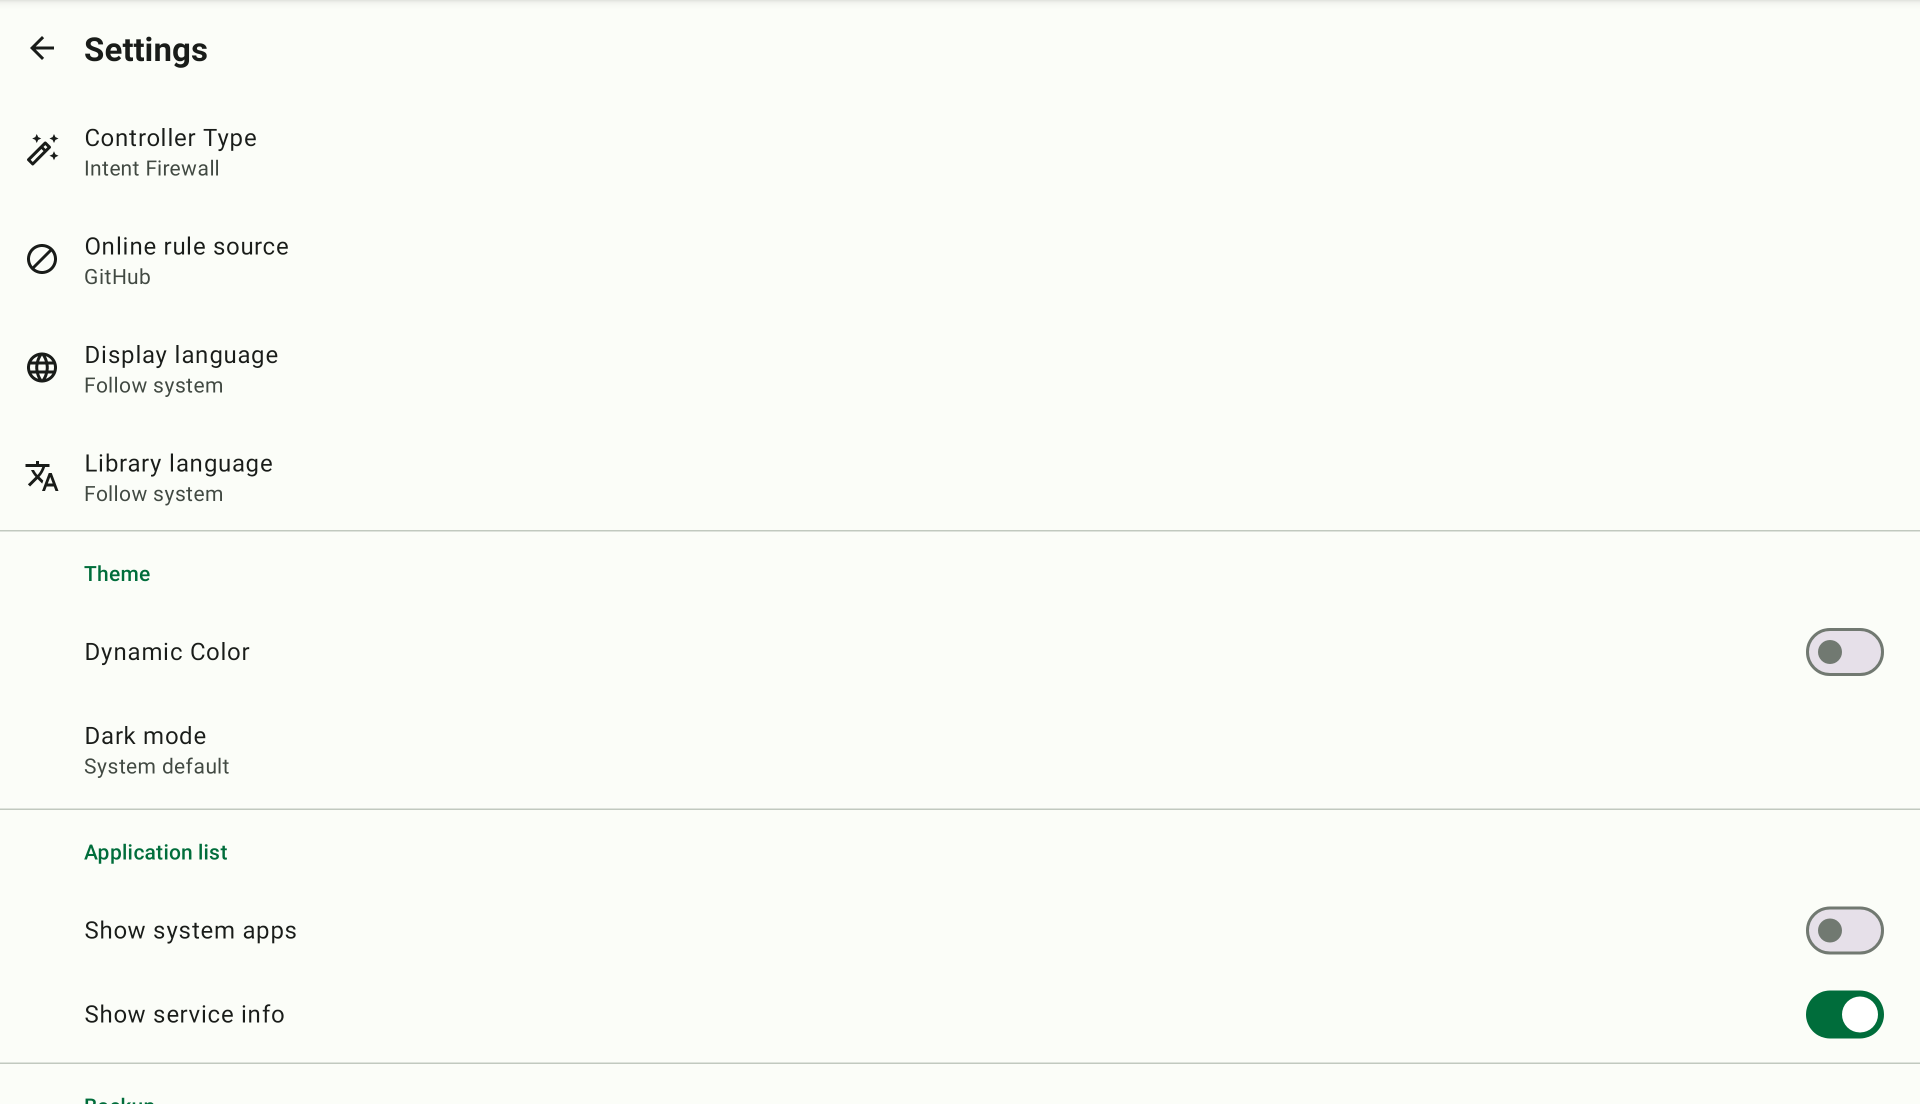 Settings
Controller Type
Intent Firewall
Online rule source
GitHub
Display language
Follow system
Library language
Follow system
Theme
Dynamic Color
Dark mode
System default
Application list
Show system apps
Show service info
Backup